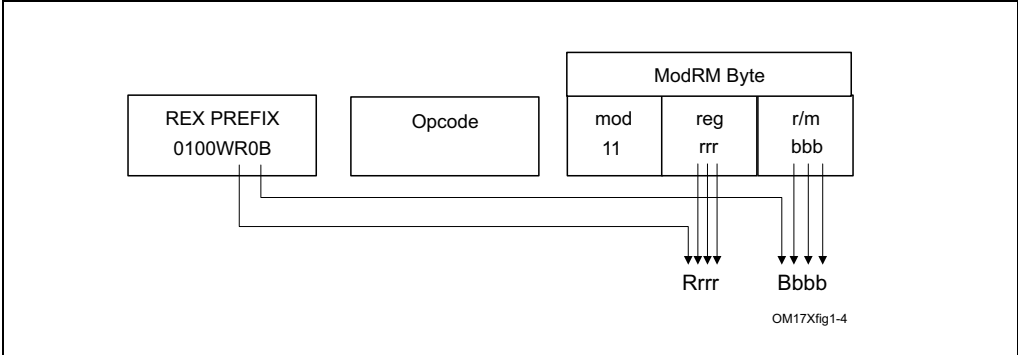 ModRM Byte
REX PREFIX
0100WR0B
Opcode
mod
11
reg
rrr
r/m
bbb
Rrrr
Bbbb
OM17Xfig1-4